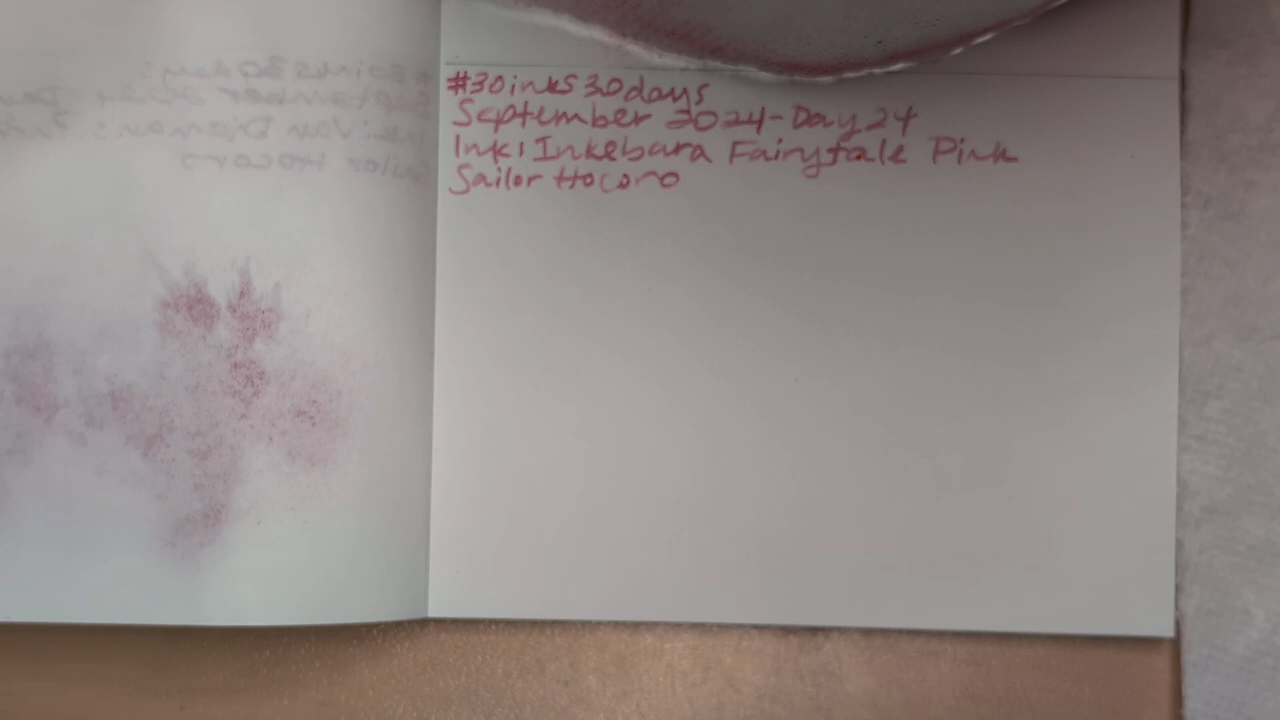 #30inks30days
September 2024-Day 24
Ink: Inkebara Fairytale Pink
Sailor Hocoro